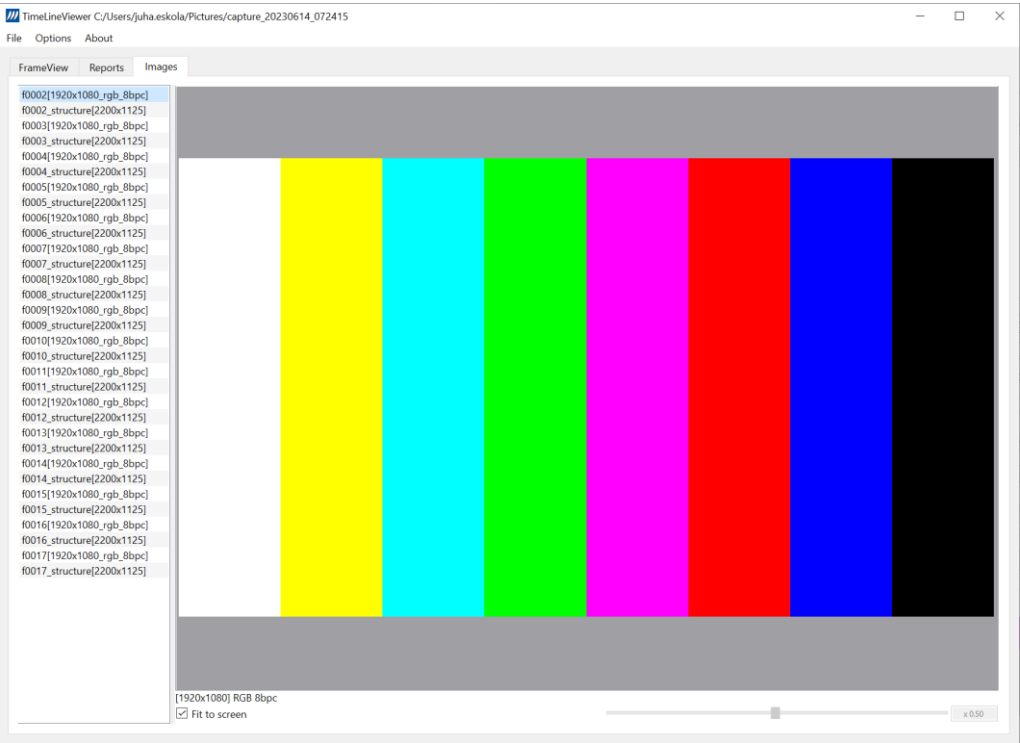 TimeLineViewer C:/Users/juha.eskola/Pictures/capture_20230614_072415
File Options About
FrameView Reports Images
f0002[1920x1080_rgb_8bpc]
f0002_structure[2200x1125]
f0003[1920x1080_rgb_8bpc]
f0003_structure[2200x1125]
f0004[1920x1080_rgb_8bpc]
f0004_structure[2200x1125]
f0005[1920x1080_rgb_8bpc]
f0005_structure[2200x1125]
f0006[1920x1080_rgb_8bpc]
f0006_structure[2200x1125]
f0007[1920x1080_rgb_8bpc]
f0007_structure[2200x1125]
f0008[1920x1080_rgb_8bpc]
f0008_structure[2200x1125]
f0009[1920x1080_rgb_8bpc]
f0009_structure[2200x1125]
f0010[1920x1080_rgb_8bpc]
f0010_structure[2200x1125]
f0011[1920x1080_rgb_8bpc]
f0011_structure[2200x1125]
f0012[1920x1080_rgb_8bpc]
f0012_structure[2200x1125]
f0013[1920x1080_rgb_8bpc]
f0013_structure[2200x1125]
f0014[1920x1080_rgb_8bpc]
f0014_structure[2200x1125]
f0015[1920x1080_rgb_8bpc]
f0015_structure[2200x1125]
f0016[1920x1080_rgb_8bpc]
f0016_structure[2200x1125]
f0017[1920x1080_rgb_8bpc]
f0017_structure[2200x1125]
[1920x1080] RGB 8bpc
Fit to screen
x 0.50